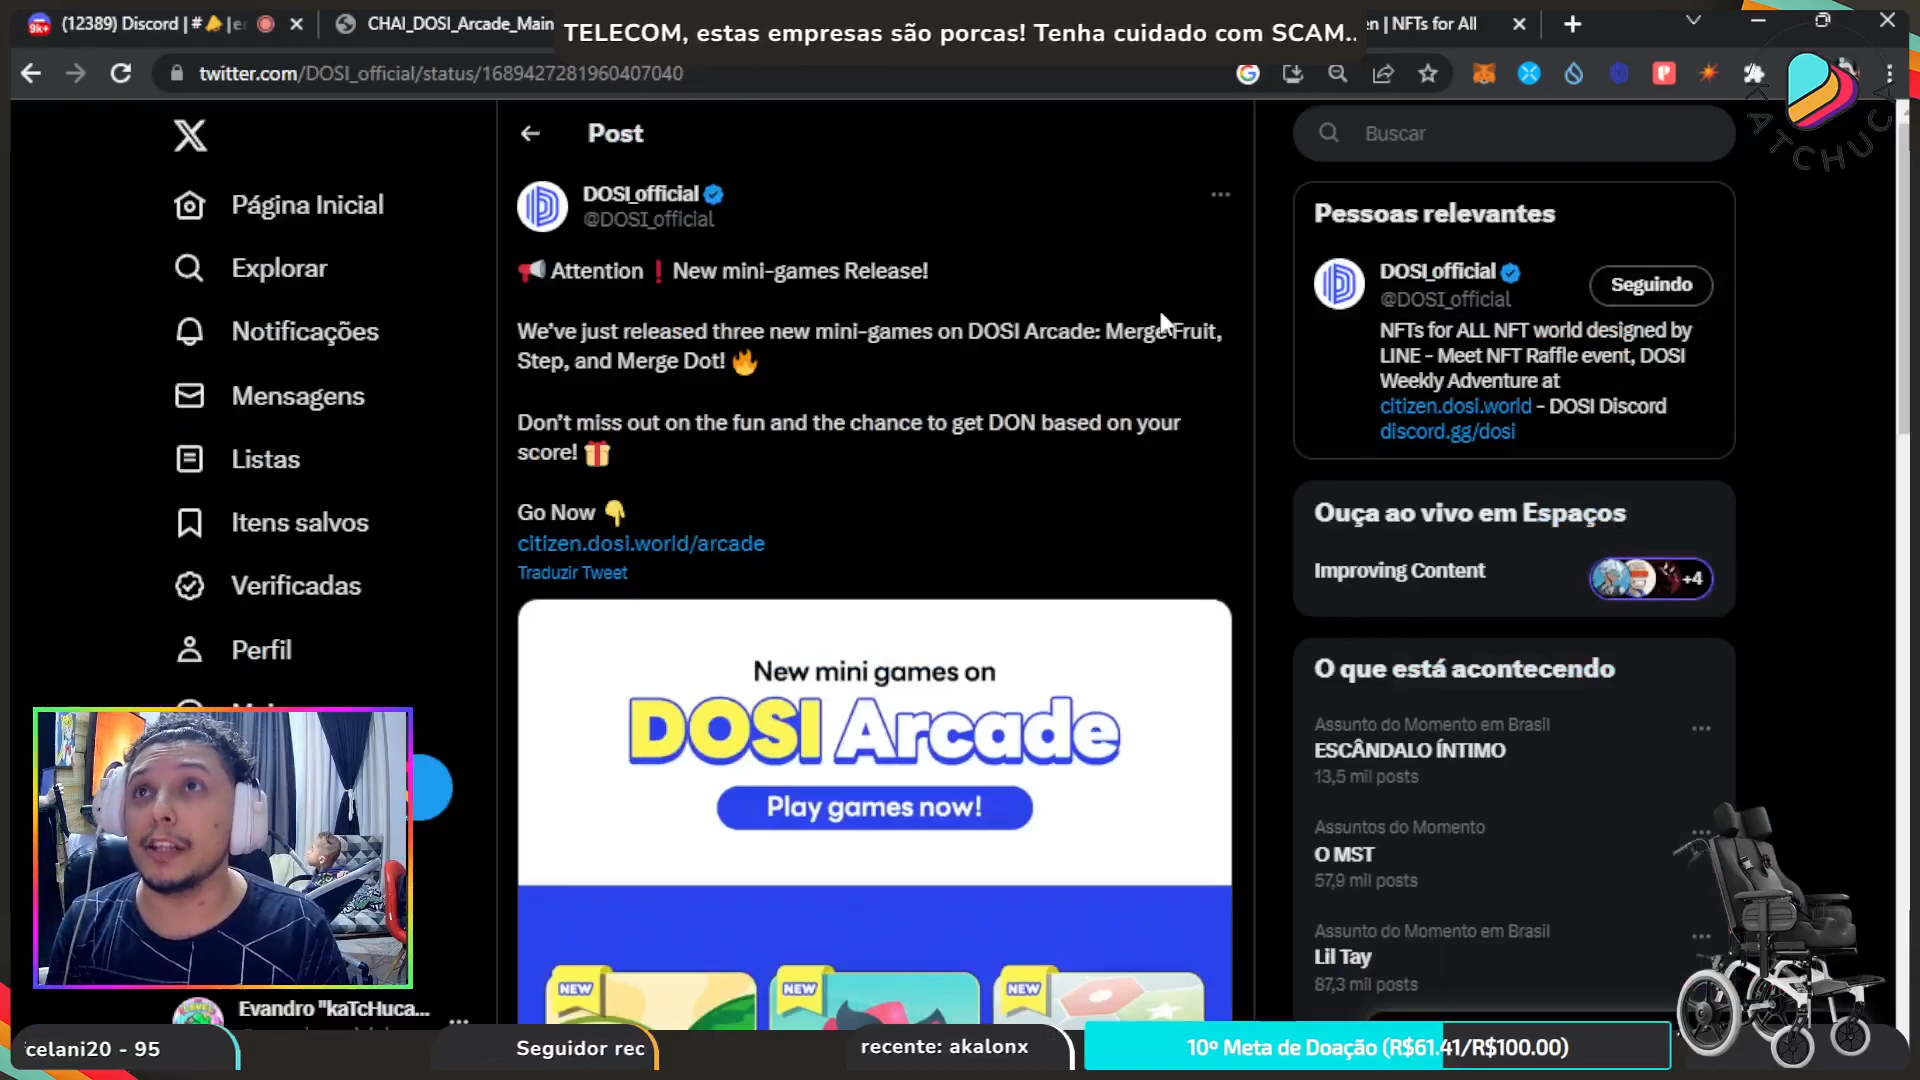 (12389) Discord | #
CHAI_DOSI_Arcade_Main
TELECOM, estas empresas são porcas! Tenha cuidado com SCAM..
| NFTs for All
twitter.com/DOSI_official/status/1689427281960407040
KATCHUCA
X
Post
Buscar
Página Inicial
Explorar
Notificações
Mensagens
Listas
Itens salvos
Verificadas
Perfil
DOSI_official
@DOSI_official
📢 Attention❗New mini-games Release!
We've just released three new mini-games on DOSI Arcade: Merge Fruit,
Step, and Merge Dot! 🔥
Don't miss out on the fun and the chance to get DON based on your
score! 🎁
Go Now 👇
citizen.dosi.world/arcade
Traduzir Tweet
New mini games on
DOSI Arcade
Play games now!
NEW
NEW
NEW
Pessoas relevantes
DOSI_official
@DOSI_official
Seguindo
NFTs for ALL NFT world designed by
LINE - Meet NFT Raffle event, DOSI
Weekly Adventure at
citizen.dosi.world - DOSI Discord
discord.gg/dosi
Ouça ao vivo em Espaços
Improving Content
+4
O que está acontecendo
Assunto do Momento em Brasil
ESCÂNDALO ÍNTIMO
13,5 mil posts
Assuntos do Momento
O MST
57,9 mil posts
Assunto do Momento em Brasil
Lil Tay
87,3 mil posts
Evandro "kaTcHuca...
celani20 - 95
Seguidor rec
recente: akalonx
10º Meta de Doação (R$61.41/R$100.00)